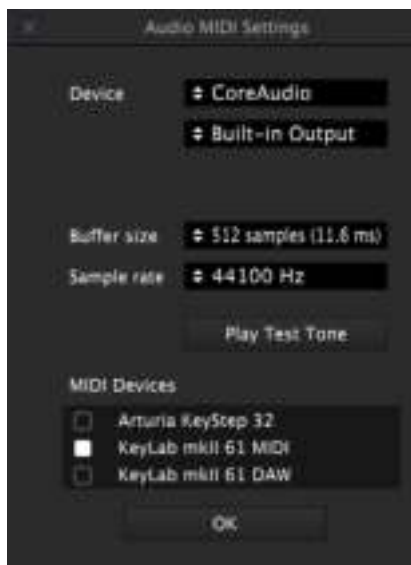 Audio MIDI Settings
Device
CoreAudio
Built-in Output
Buffer size
512 samples (11.6 ms)
Sample rate
44100 Hz
Play Test Tone
MIDI Devices
Arturia KeyStep 32
KeyLab mkII 61 MIDI
KeyLab mkII 61 DAW
OK